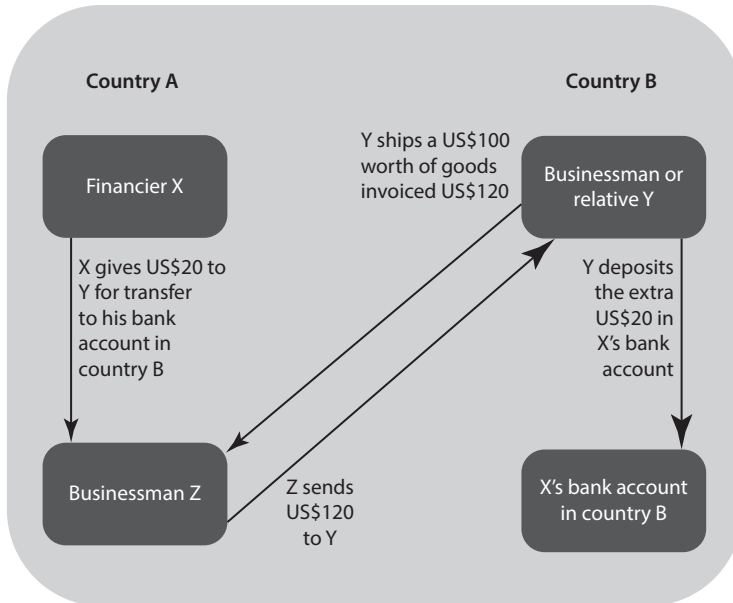 Country A
Country B
Financier X
Y ships a US$100
worth of goods
invoiced US$120
Businessman or
relative Y
X gives US$20 to
Y for transfer
to his bank
account in
country B
Y deposits
the extra
US$20 in
X's bank
account
Businessman Z
Z sends
US$120
to Y
X's bank account
in country B